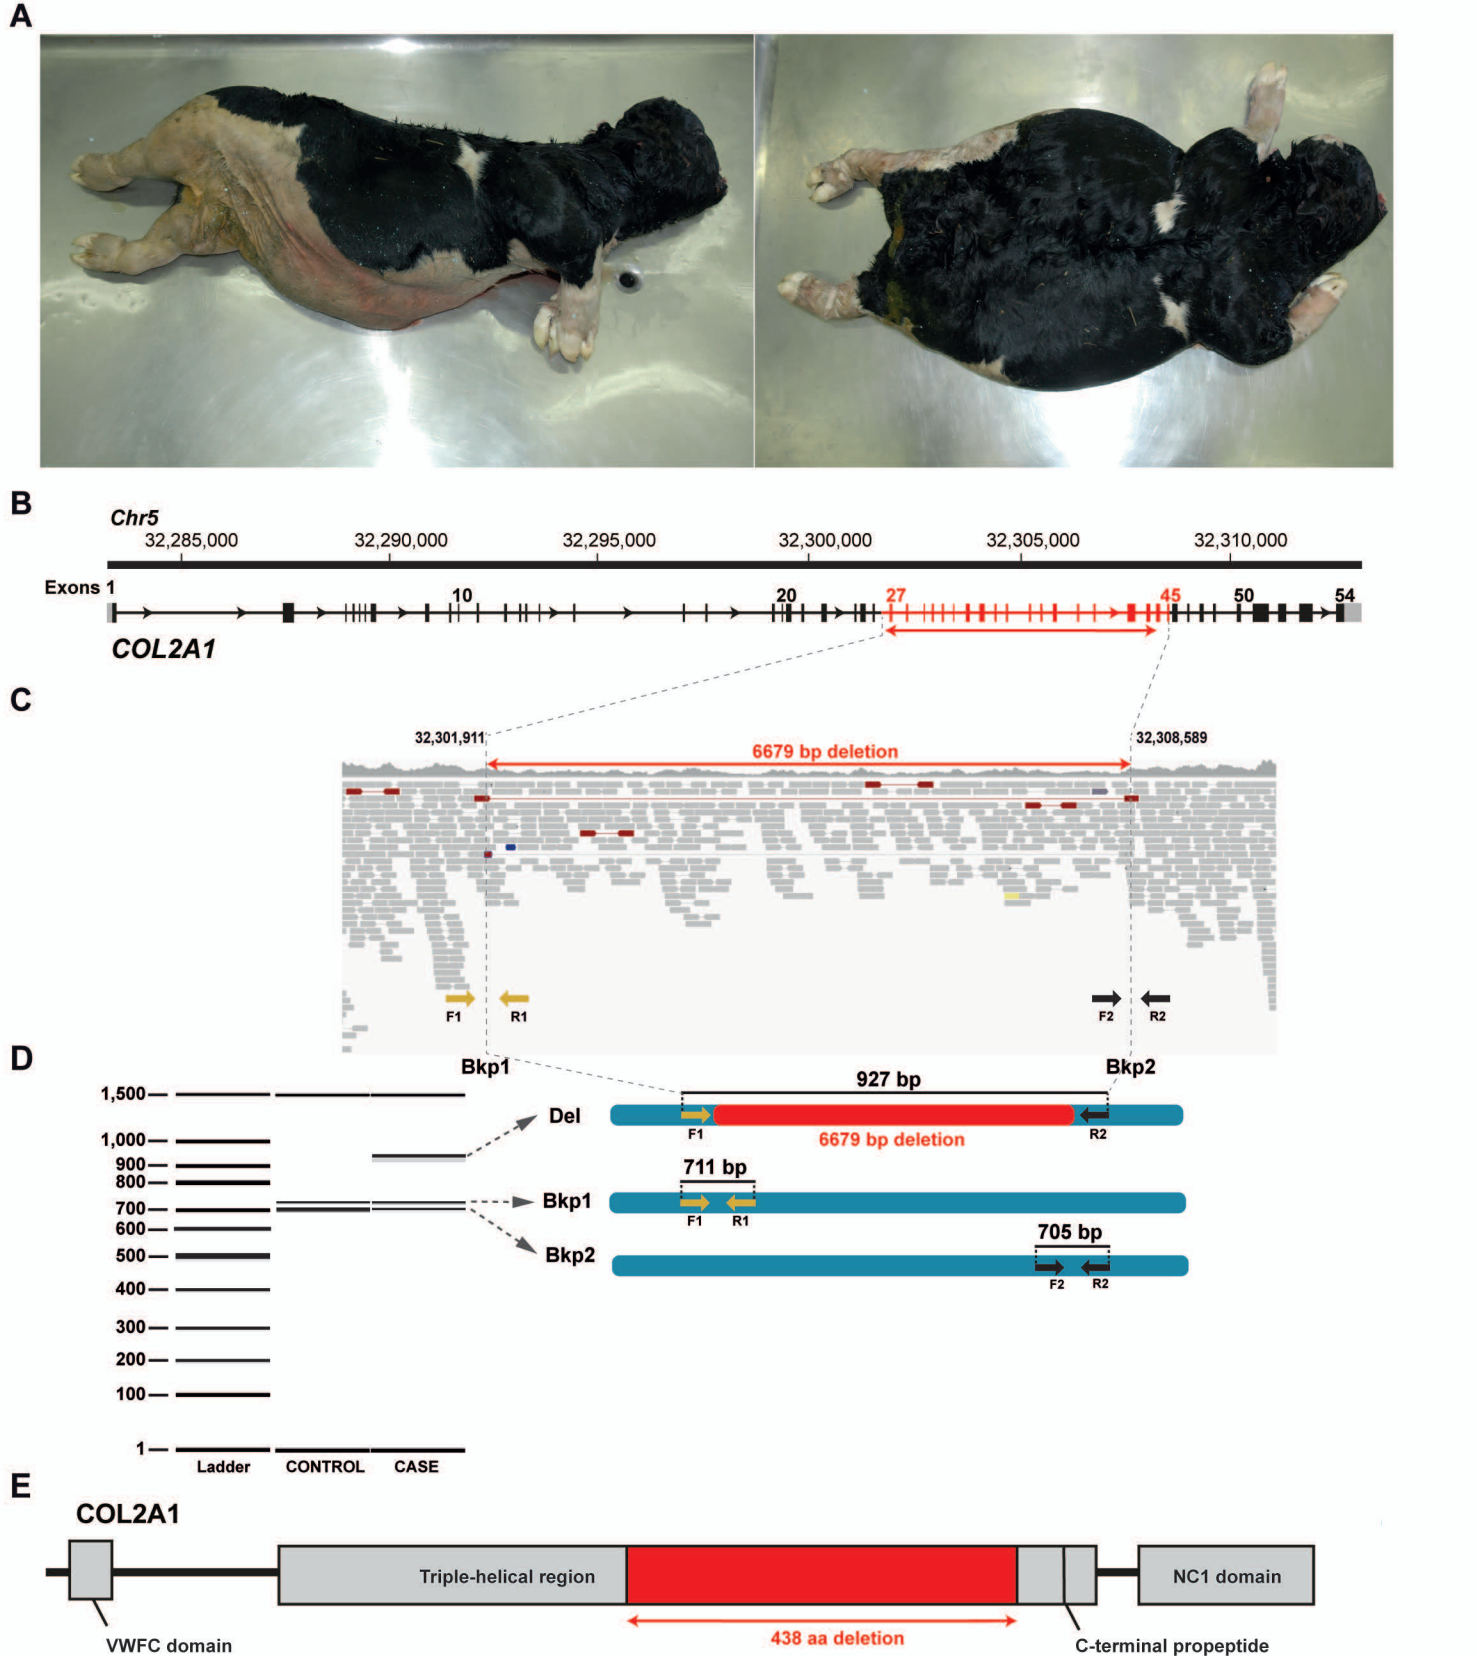 A
B
Chr5
32,285,000 32,290,000 32,295,000 32,300,000 32,305,000 32,310,000
Exons 1 10 20 27 45 50 54
COL2A1
C
32,301,911 6679 bp deletion 32,308,589
F1 R1 F2 R2
D
Bkp1 Bkp2
1,500
1,000
900
800
700
600
500
400
300
200
100
1
Ladder CONTROL CASE
Del
927 bp
F1 R2
6679 bp deletion
711 bp
Bkp1
F1 R1
705 bp
Bkp2
F2 R2
E
COL2A1
Triple-helical region NC1 domain
VWFC domain 438 aa deletion C-terminal propeptide